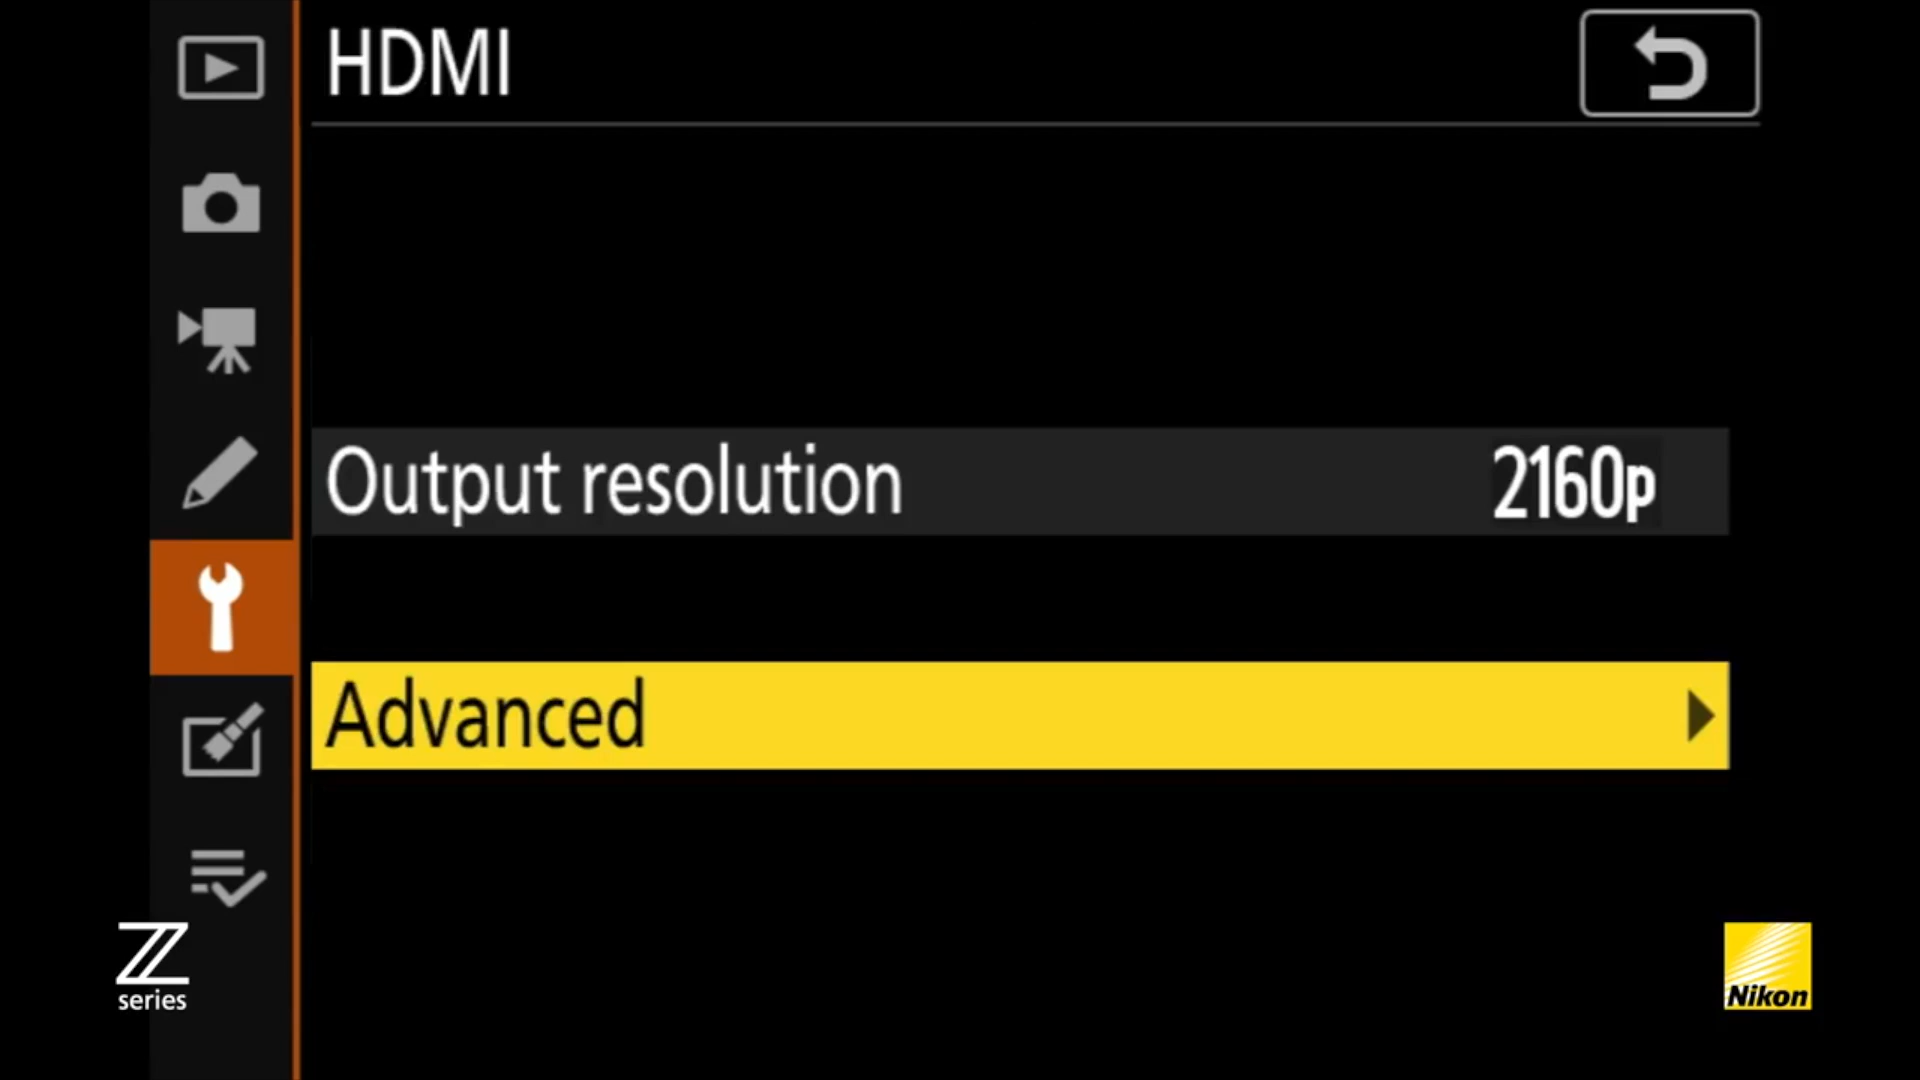 HDMI
Output resolution 2160p
Advanced
Z
series
Nikon